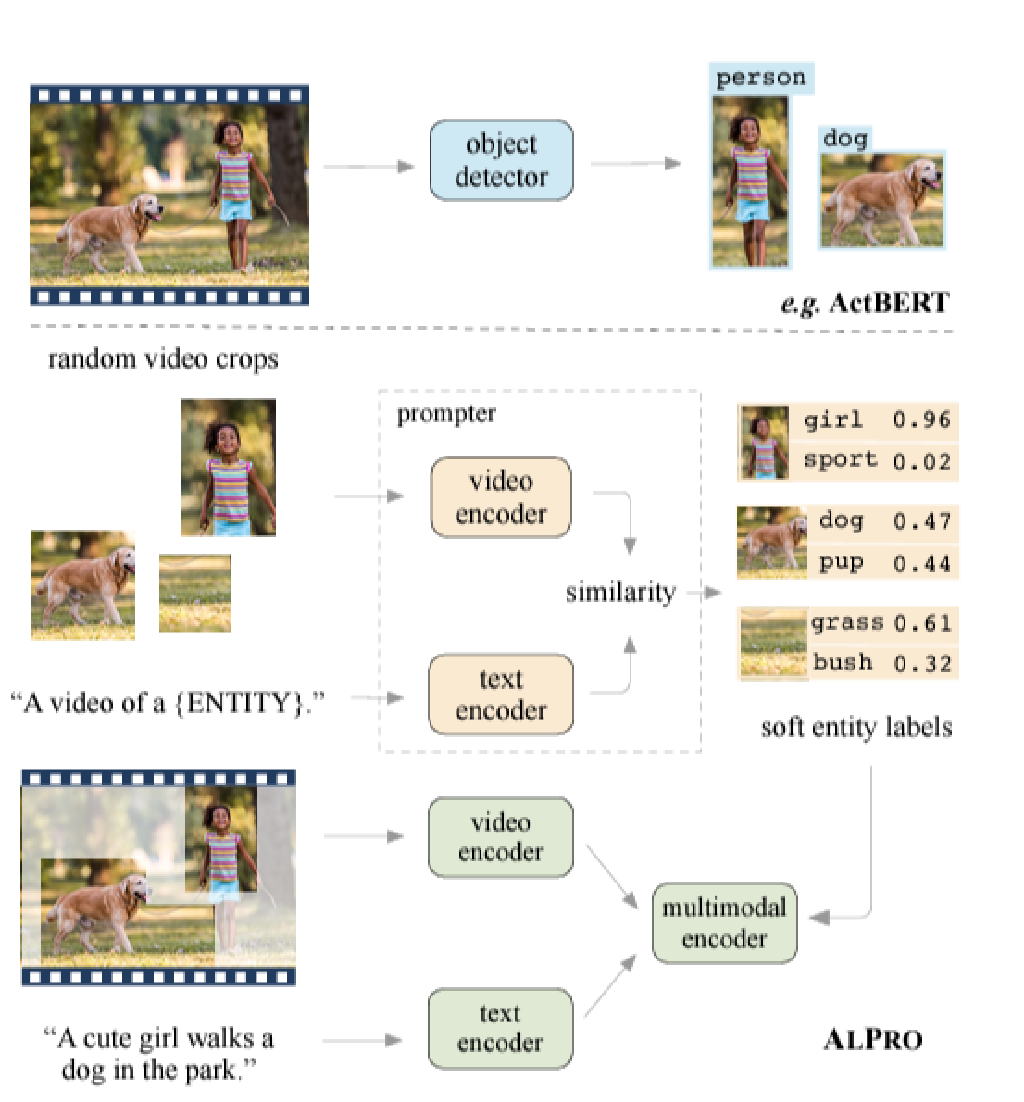 person
object
detector
dog
e.g. ActBERT
random video crops
prompter
video
encoder
similarity
text
encoder
girl 0.96
sport 0.02
dog 0.47
pup 0.44
grass 0.61
bush 0.32
“A video of a {ENTITY}.”
soft entity labels
video
encoder
multimodal
encoder
text
encoder
“A cute girl walks a
dog in the park.”
ALPRO